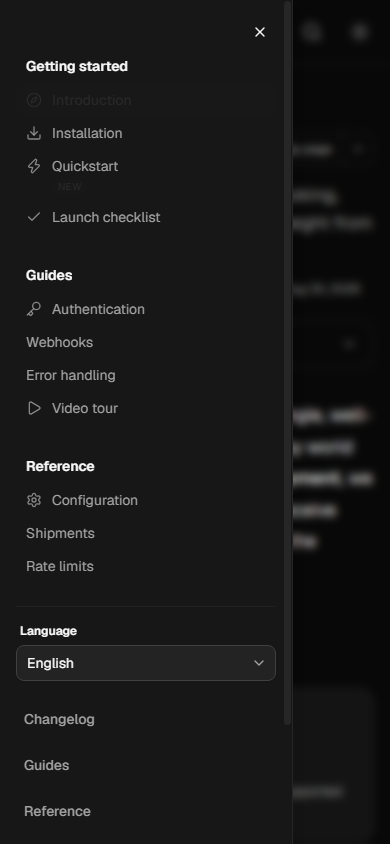 Getting started
Introduction
Installation
Quickstart
NEW
Launch checklist
Guides
Authentication
Webhooks
Error handling
Video tour
Reference
Configuration
Shipments
Rate limits
Language
English
Changelog
Guides
Reference